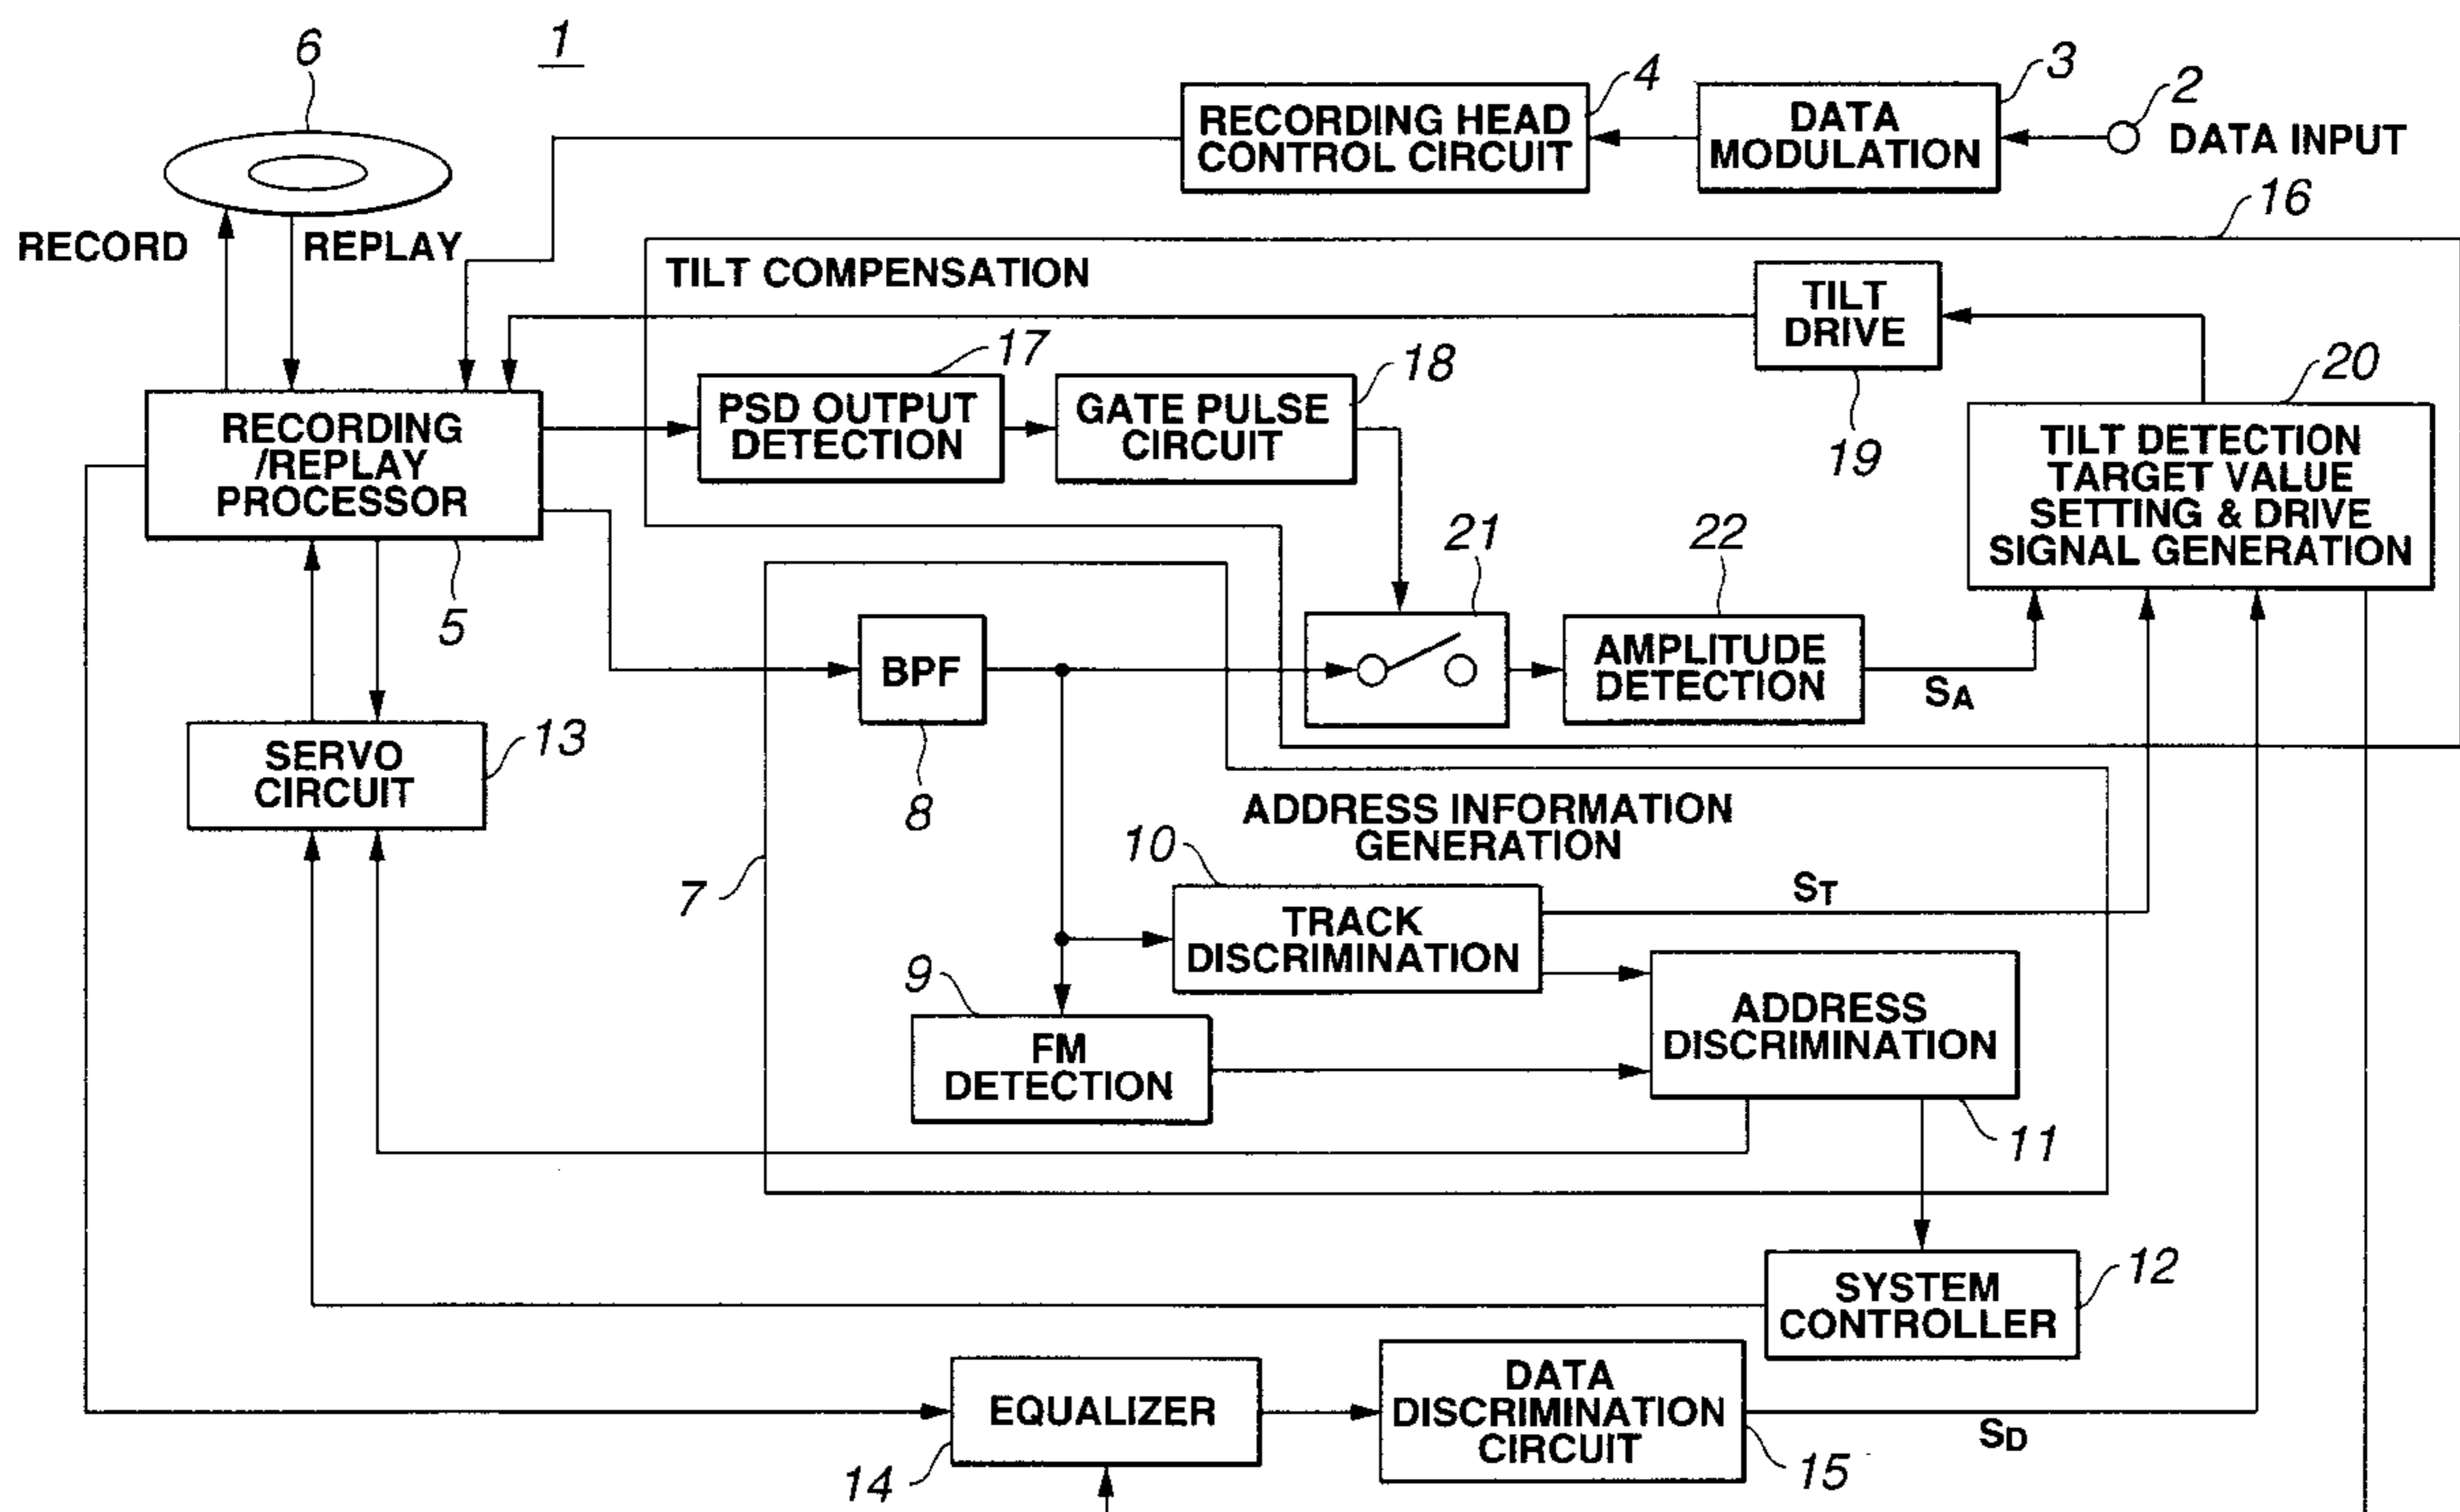 1
6
4
3
2
RECORDING HEAD
CONTROL CIRCUIT
DATA
MODULATION
DATA INPUT
16
RECORD
REPLAY
TILT COMPENSATION
TILT
DRIVE
19
17
18
20
PSD OUTPUT
DETECTION
GATE PULSE
CIRCUIT
RECORDING
/REPLAY
PROCESSOR
5
TILT DETECTION
TARGET VALUE
SETTING & DRIVE
SIGNAL GENERATION
21
22
BPF
8
AMPLITUDE
DETECTION
SA
SERVO
CIRCUIT
13
ADDRESS INFORMATION
GENERATION
7
10
TRACK
DISCRIMINATION
ST
9
FM
DETECTION
ADDRESS
DISCRIMINATION
11
SYSTEM
CONTROLLER
12
EQUALIZER
14
DATA
DISCRIMINATION
CIRCUIT
15
SD